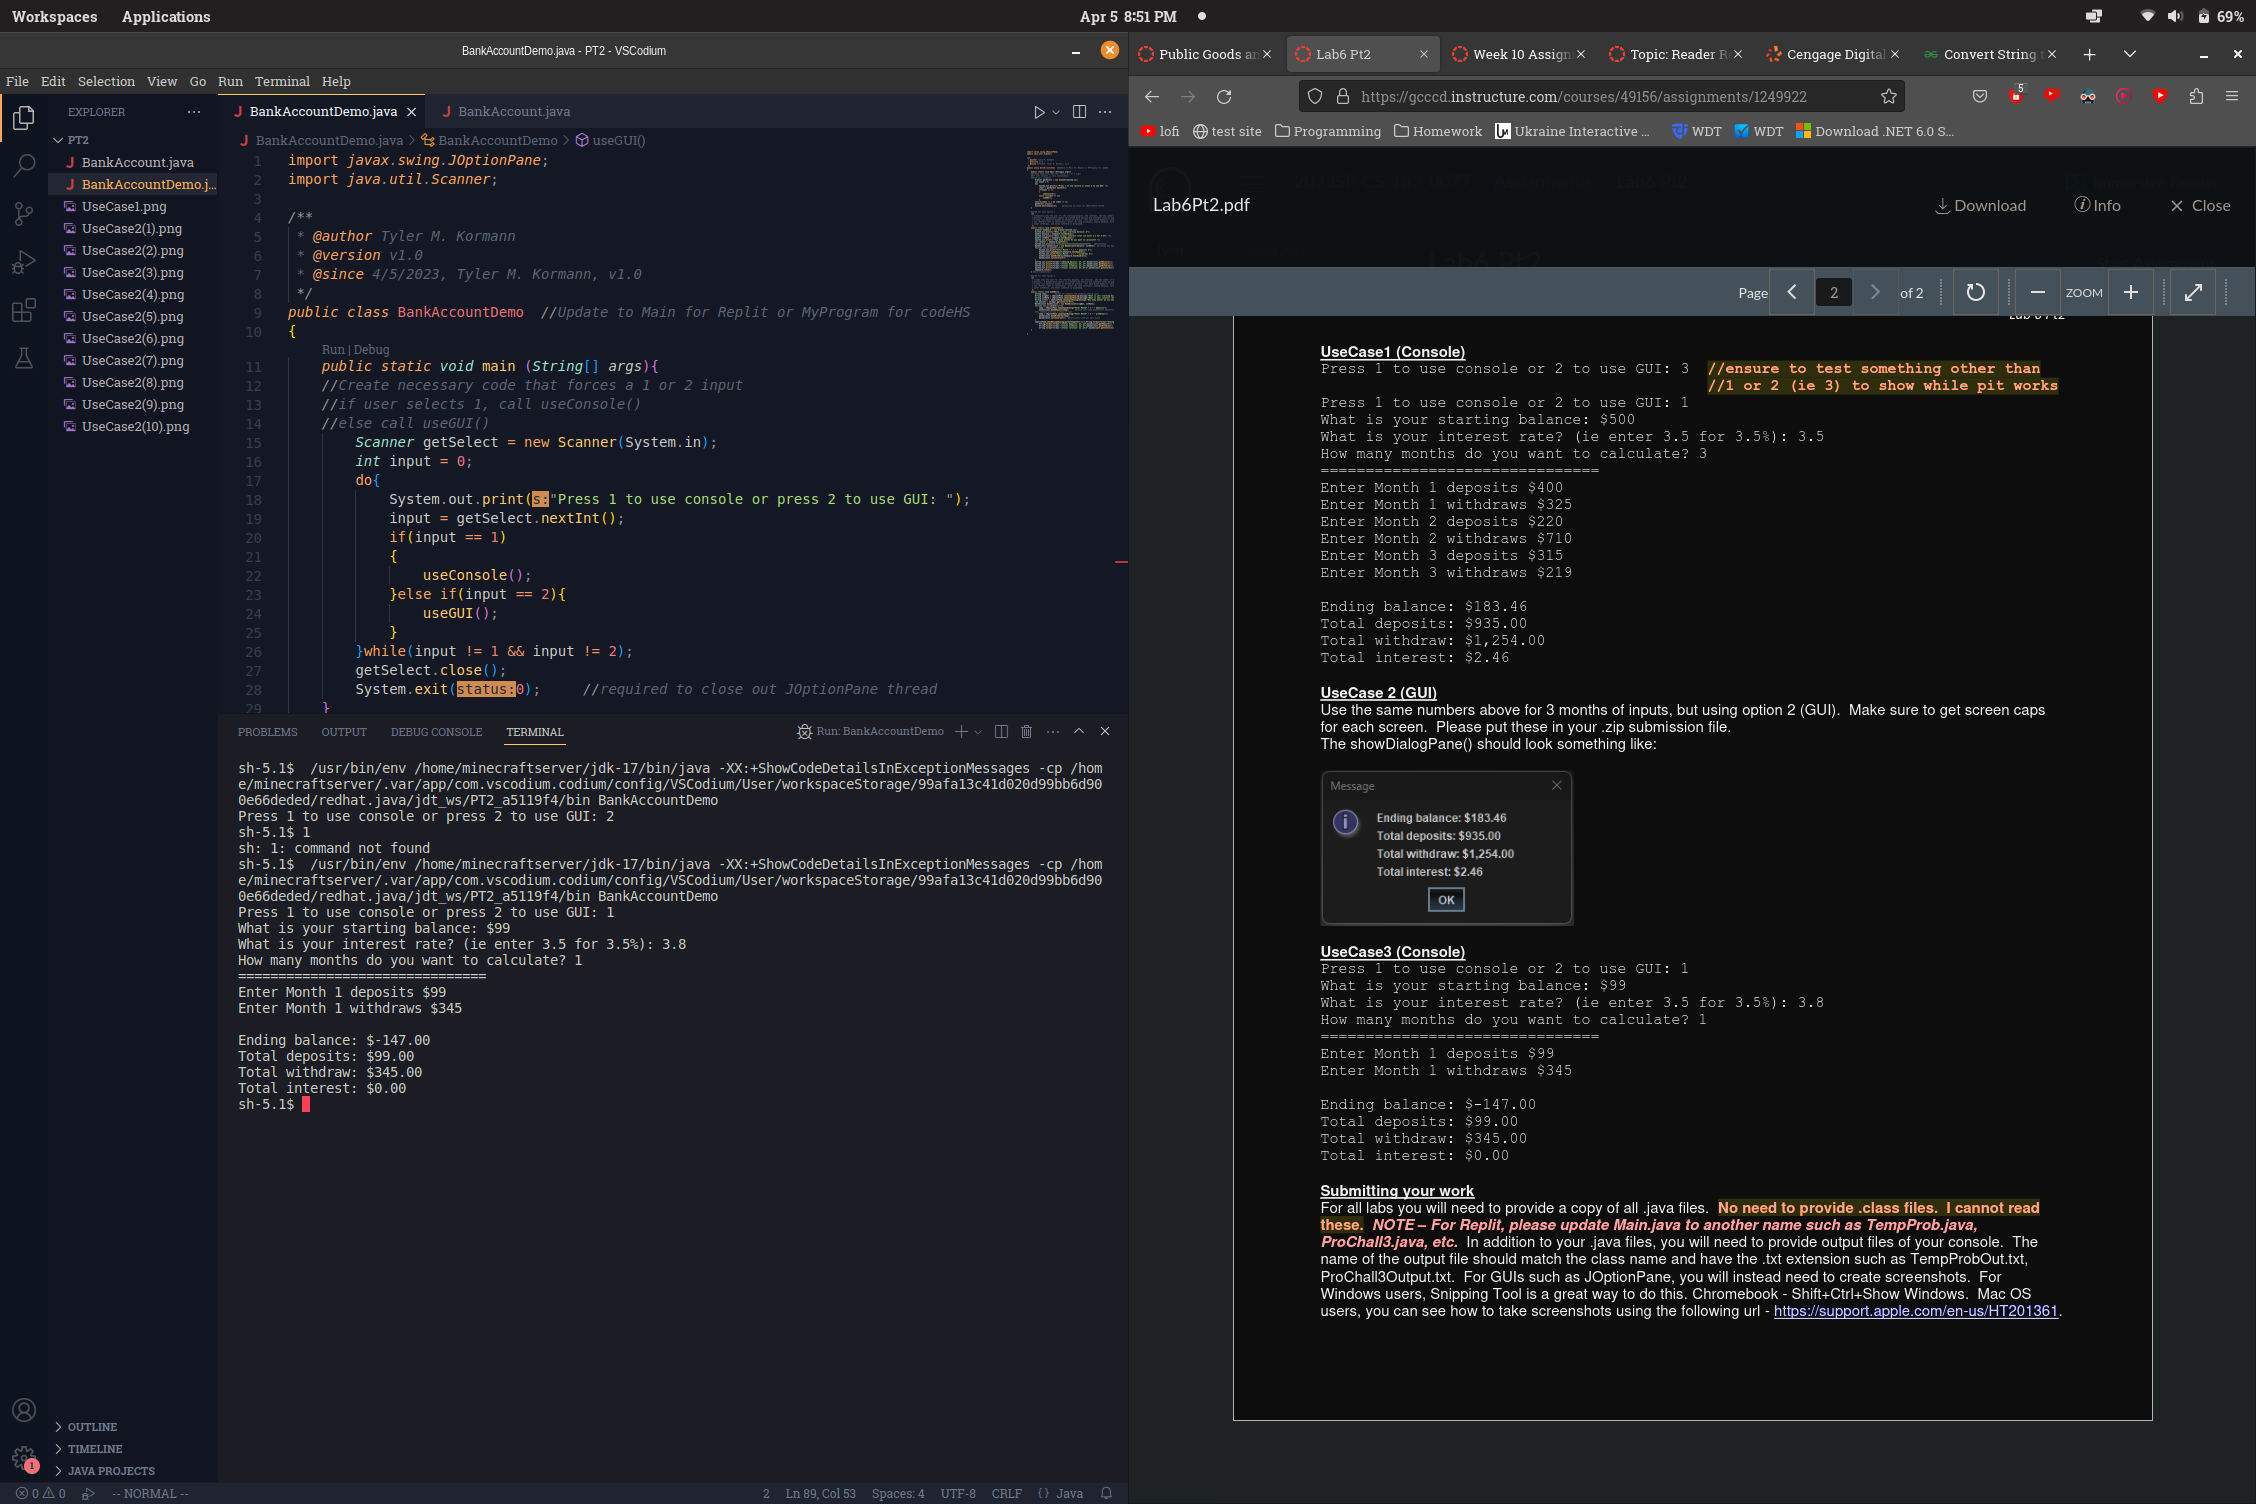 Workspaces Applications Apr 5 8:51 PM 69%
BankAccountDemo.java - PT2 - VSCodium
File Edit Selection View Go Run Terminal Help
EXPLORER
PT2
BankAccount.java
BankAccountDemo.j...
UseCase1.png
UseCase2(1).png
UseCase2(2).png
UseCase2(3).png
UseCase2(4).png
UseCase2(5).png
UseCase2(6).png
UseCase2(7).png
UseCase2(8).png
UseCase2(9).png
UseCase2(10).png
OUTLINE
TIMELINE
JAVA PROJECTS
1
BankAccountDemo.java BankAccount.java
BankAccountDemo.java > BankAccountDemo > useGUI()
1 import javax.swing.JOptionPane;
2 import java.util.Scanner;
3
4 /**
5 * @author Tyler M. Kormann
6 * @version v1.0
7 * @since 4/5/2023, Tyler M. Kormann, v1.0
8 */
9 public class BankAccountDemo //Update to Main for Replit or MyProgram for codeHS
10 {
Run | Debug
11 public static void main (String[] args){
12 //Create necessary code that forces a 1 or 2 input
13 //if user selects 1, call useConsole()
14 //else call useGUI()
15 Scanner getSelect = new Scanner(System.in);
16 int input = 0;
17 do{
18 System.out.print(s:"Press 1 to use console or press 2 to use GUI: ");
19 input = getSelect.nextInt();
20 if(input == 1)
21 {
22 useConsole();
23 }else if(input == 2){
24 useGUI();
25 }
26 }while(input != 1 && input != 2);
27 getSelect.close();
28 System.exit(status:0); //required to close out JOptionPane thread
29 }
PROBLEMS OUTPUT DEBUG CONSOLE TERMINAL Run: BankAccountDemo
sh-5.1$ /usr/bin/env /home/minecraftserver/jdk-17/bin/java -XX:+ShowCodeDetailsInExceptionMessages -cp /hom
e/minecraftserver/.var/app/com.vscodium.codium/config/VSCodium/User/workspaceStorage/99afa13c41d020d99bb6d90
0e66deded/redhat.java/jdt_ws/PT2_a5119f4/bin BankAccountDemo
Press 1 to use console or press 2 to use GUI: 2
sh-5.1$ 1
sh: 1: command not found
sh-5.1$ /usr/bin/env /home/minecraftserver/jdk-17/bin/java -XX:+ShowCodeDetailsInExceptionMessages -cp /hom
e/minecraftserver/.var/app/com.vscodium.codium/config/VSCodium/User/workspaceStorage/99afa13c41d020d99bb6d90
0e66deded/redhat.java/jdt_ws/PT2_a5119f4/bin BankAccountDemo
Press 1 to use console or press 2 to use GUI: 1
What is your starting balance: $99
What is your interest rate? (ie enter 3.5 for 3.5%): 3.8
How many months do you want to calculate? 1
===============================
Enter Month 1 deposits $99
Enter Month 1 withdraws $345
Ending balance: $-147.00
Total deposits: $99.00
Total withdraw: $345.00
Total interest: $0.00
sh-5.1$
0 0 -- NORMAL -- 2 Ln 89, Col 53 Spaces: 4 UTF-8 CRLF {} Java
Public Goods an Lab6 Pt2 Week 10 Assign Topic: Reader R Cengage Digital Convert String t
https://gcccd.instructure.com/courses/49156/assignments/1249922 5
lofi test site Programming Homework Ukraine Interactive ... WDT WDT Download .NET 6.0 S...
Lab6Pt2.pdf Download Info Close
Lab6 Pt2
Page 2 of 2 ZOOM
Lab 6 Pt2
UseCase1 (Console)
Press 1 to use console or 2 to use GUI: 3 //ensure to test something other than
//1 or 2 (ie 3) to show while pit works
Press 1 to use console or 2 to use GUI: 1
What is your starting balance: $500
What is your interest rate? (ie enter 3.5 for 3.5%): 3.5
How many months do you want to calculate? 3
===============================
Enter Month 1 deposits $400
Enter Month 1 withdraws $325
Enter Month 2 deposits $220
Enter Month 2 withdraws $710
Enter Month 3 deposits $315
Enter Month 3 withdraws $219
Ending balance: $183.46
Total deposits: $935.00
Total withdraw: $1,254.00
Total interest: $2.46
UseCase 2 (GUI)
Use the same numbers above for 3 months of inputs, but using option 2 (GUI). Make sure to get screen caps
for each screen. Please put these in your .zip submission file.
The showDialogPane() should look something like:
Message
Ending balance: $183.46
Total deposits: $935.00
Total withdraw: $1,254.00
Total interest: $2.46
OK
UseCase3 (Console)
Press 1 to use console or 2 to use GUI: 1
What is your starting balance: $99
What is your interest rate? (ie enter 3.5 for 3.5%): 3.8
How many months do you want to calculate? 1
===============================
Enter Month 1 deposits $99
Enter Month 1 withdraws $345
Ending balance: $-147.00
Total deposits: $99.00
Total withdraw: $345.00
Total interest: $0.00
Submitting your work
For all labs you will need to provide a copy of all .java files. No need to provide .class files. I cannot read
these. NOTE – For Replit, please update Main.java to another name such as TempProb.java,
ProChall3.java, etc. In addition to your .java files, you will need to provide output files of your console. The
name of the output file should match the class name and have the .txt extension such as TempProbOut.txt,
ProChall3Output.txt. For GUIs such as JOptionPane, you will instead need to create screenshots. For
Windows users, Snipping Tool is a great way to do this. Chromebook - Shift+Ctrl+Show Windows. Mac OS
users, you can see how to take screenshots using the following url - https://support.apple.com/en-us/HT201361.